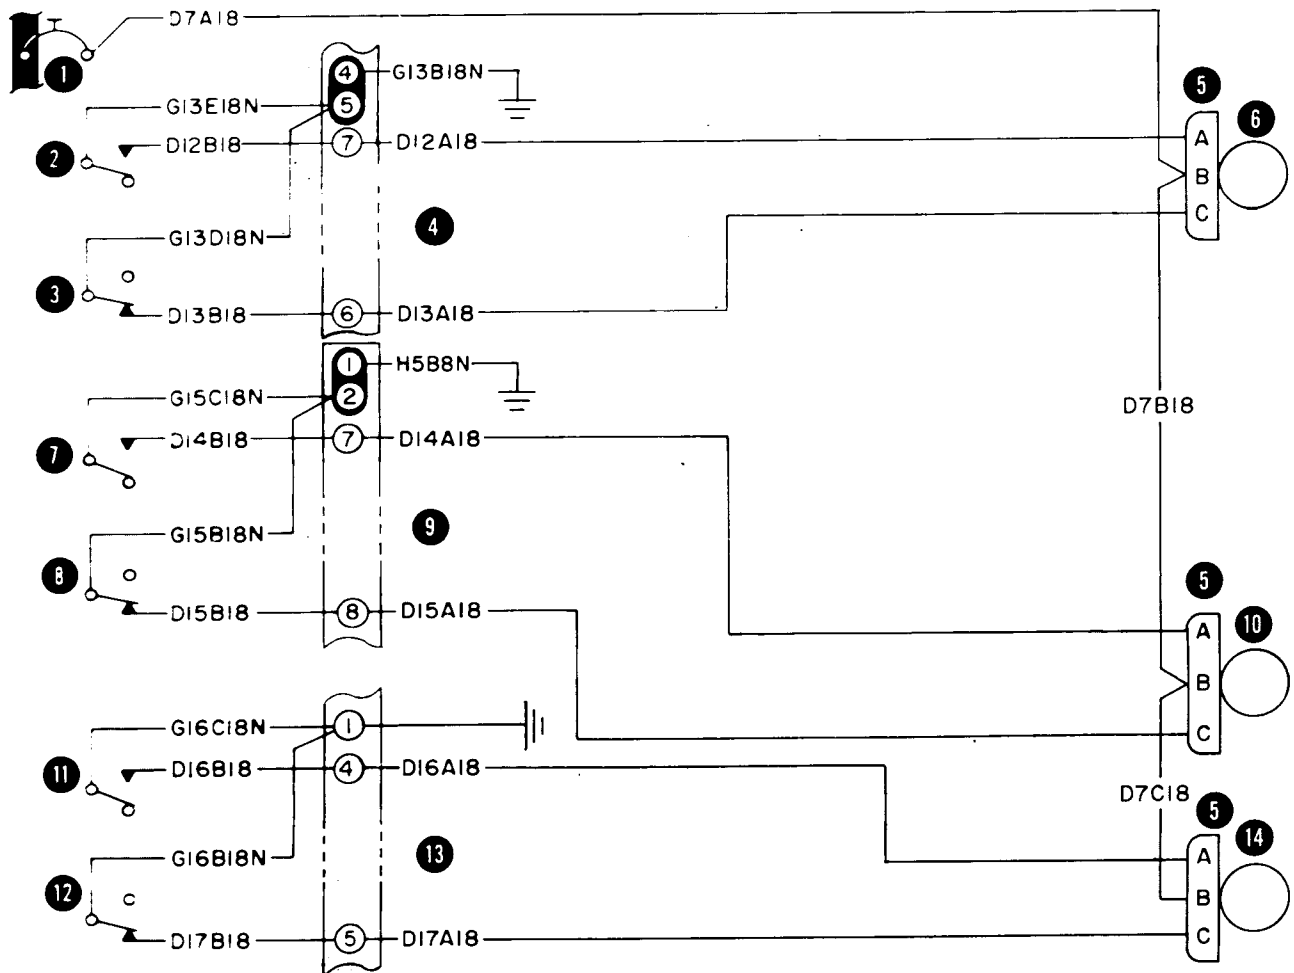 D7A18
1
4
G13B18N
G13E18N
5
5
6
D12B18
7
D12A18
A
2
B
C
G13D18N
4
3
D13B18
6
D13A18
1
H5B8N
G15C18N
2
D7B18
D14B18
7
D14A18
7
9
G15B18N
8
5
D15B18
8
D15A18
A
10
B
G16C18N
1
C
D16B18
4
D16A18
11
D7C18
5
14
G16B18N
13
A
12
B
D17B18
5
D17A18
C